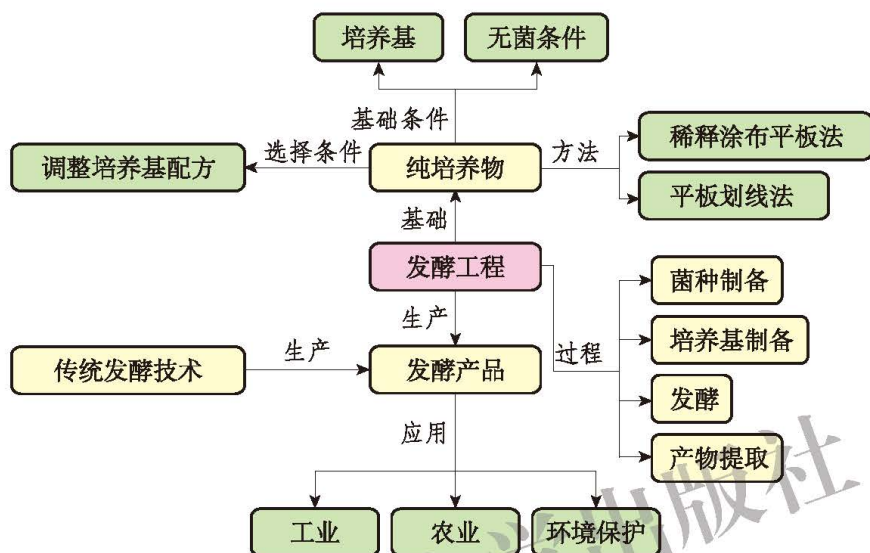 培养基
无菌条件
基础条件
调整培养基配方
选择条件
纯培养物
方法
稀释涂布平板法
平板划线法
基础
发酵工程
生产
过程
菌种制备
培养基制备
发酵
产物提取
传统发酵技术
生产
发酵产品
应用
工业
农业
环境保护
学出版社